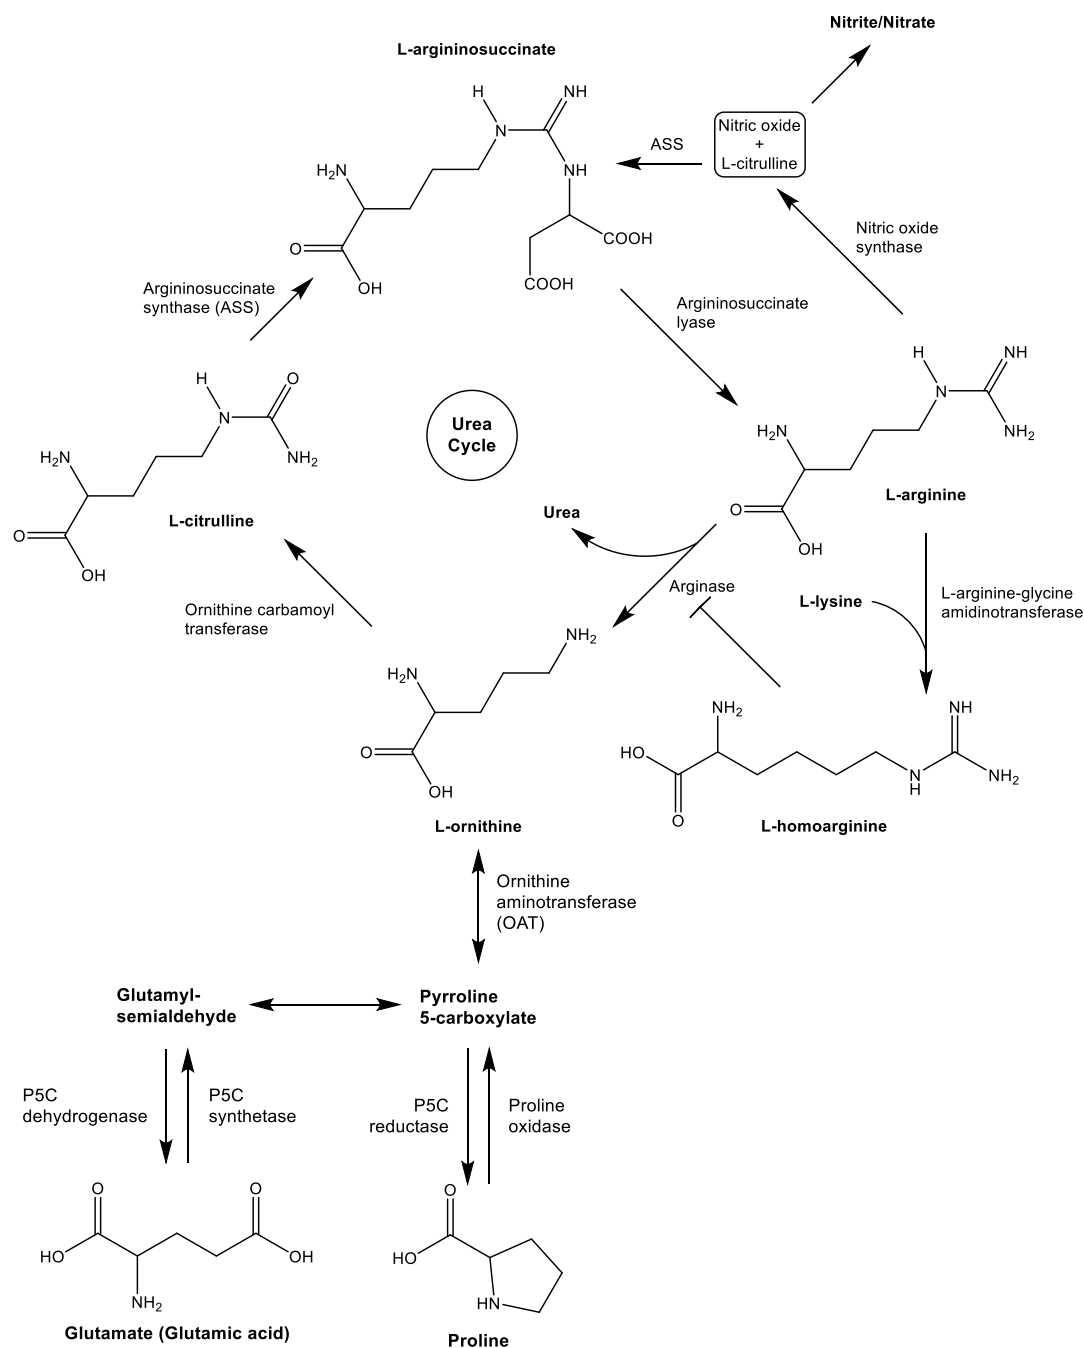 Nitrite/Nitrate
L-argininosuccinate
H
NH
N
NH
H₂N
COOH
COOH
O
OH
ASS
Nitric oxide
+
L-citrulline
Nitric oxide
synthase
Argininosuccinate
synthase (ASS)
Argininosuccinate
lyase
H
O
N
NH₂
H₂N
O
OH
L-citrulline
Urea
Cycle
H
NH
N
NH₂
H₂N
O
OH
L-arginine
Urea
Arginase
L-lysine
L-arginine-glycine
amidinotransferase
Ornithine carbamoyl
transferase
NH₂
H₂N
O
OH
L-ornithine
NH₂
HO
O
NH
N
H
NH₂
L-homoarginine
Ornithine
aminotransferase
(OAT)
Glutamyl-
semialdehyde
Pyrroline
5-carboxylate
P5C
dehydrogenase
P5C
synthetase
P5C
reductase
Proline
oxidase
O
O
HO
OH
NH₂
Glutamate (Glutamic acid)
O
HO
HN
Proline